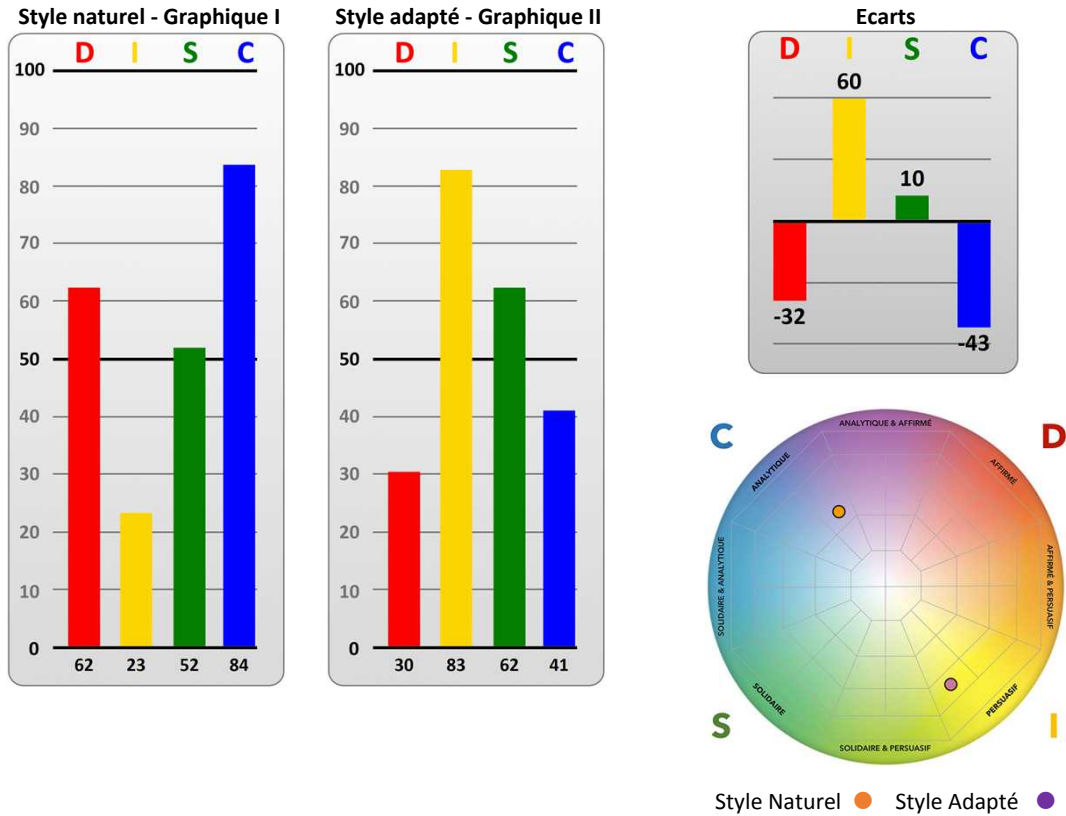 Style naturel - Graphique I
D I S C
100
90
80
70
60
50
40
30
20
10
0
62 23 52 84
Style adapté - Graphique II
D I S C
100
90
80
70
60
50
40
30
20
10
0
30 83 62 41
Ecarts
D I S C
60
10
-32
-43
C
D
ANALYTIQUE & AFFIRMÉ
ANALYTIQUE
AFFIRMÉ
SOLIDAIRE & ANALYTIQUE
AFFIRMÉ & PERSUASIF
SOLIDAIRE
PERSUASIF
SOLIDAIRE & PERSUASIF
S
I
Style Naturel Style Adapté